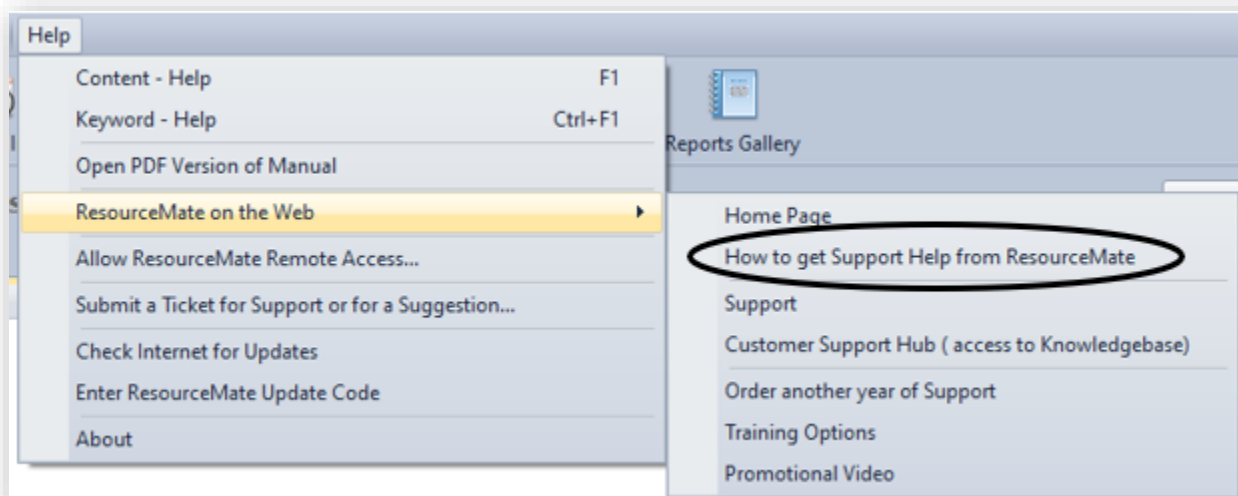 Help
Content - Help F1
Keyword - Help Ctrl+F1
Open PDF Version of Manual
ResourceMate on the Web
Allow ResourceMate Remote Access...
Submit a Ticket for Support or for a Suggestion...
Check Internet for Updates
Enter ResourceMate Update Code
About
Reports Gallery
Home Page
How to get Support Help from ResourceMate
Support
Customer Support Hub ( access to Knowledgebase)
Order another year of Support
Training Options
Promotional Video